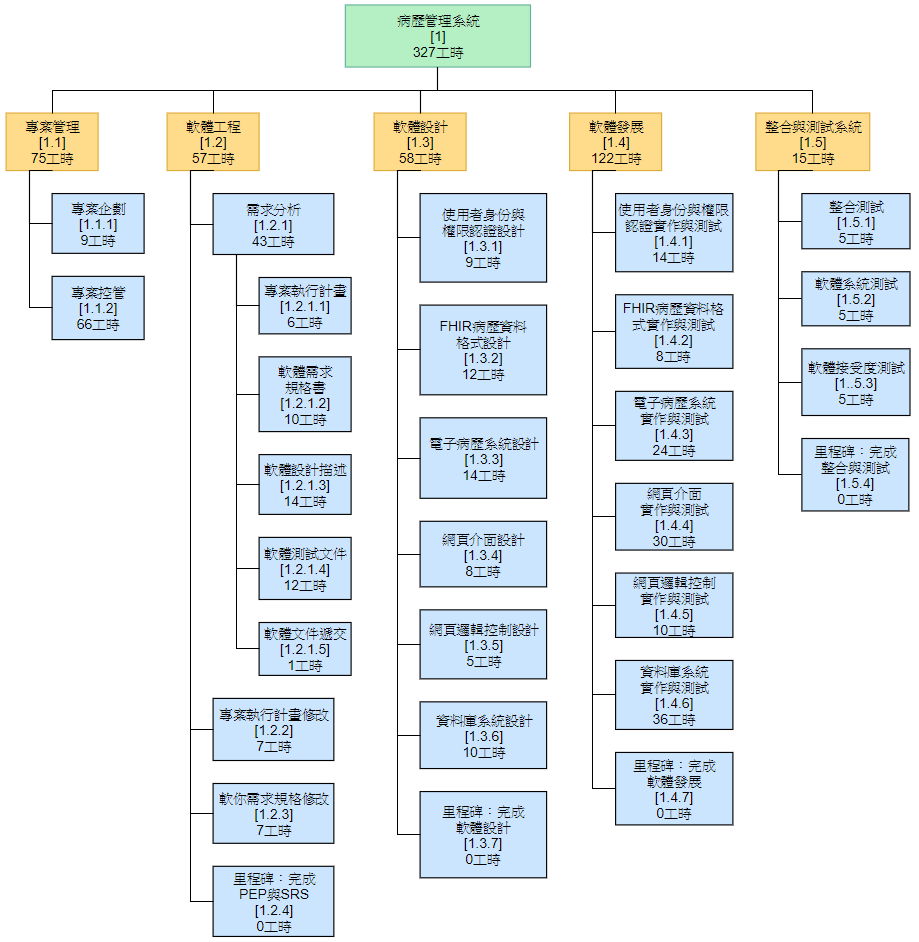 病歷管理系統
[1]
327工時
專案管理
[1.1]
75工時
專案企劃
[1.1.1]
9工時
專案控管
[1.1.2]
66工時
軟體工程
[1.2]
57工時
需求分析
[1.2.1]
43工時
專案執行計畫
[1.2.1.1]
6工時
軟體需求
規格書
[1.2.1.2]
10工時
軟體設計描述
[1.2.1.3]
14工時
軟體測試文件
[1.2.1.4]
12工時
軟體文件遞交
[1.2.1.5]
1工時
專案執行計畫修改
[1.2.2]
7工時
軟你需求規格修改
[1.2.3]
7工時
里程碑：完成
PEP與SRS
[1.2.4]
0工時
軟體設計
[1.3]
58工時
使用者身份與
權限認證設計
[1.3.1]
9工時
FHIR病歷資料
格式設計
[1.3.2]
12工時
電子病歷系統設計
[1.3.3]
14工時
網頁介面設計
[1.3.4]
8工時
網頁邏輯控制設計
[1.3.5]
5工時
資料庫系統設計
[1.3.6]
10工時
里程碑：完成
軟體設計
[1.3.7]
0工時
軟體發展
[1.4]
122工時
使用者身份與權限
認證實作與測試
[1.4.1]
14工時
FHIR病歷資料格
式實作與測試
[1.4.2]
8工時
電子病歷系統
實作與測試
[1.4.3]
24工時
網頁介面
實作與測試
[1.4.4]
30工時
網頁邏輯控制
實作與測試
[1.4.5]
10工時
資料庫系統
實作與測試
[1.4.6]
36工時
里程碑：完成
軟體發展
[1.4.7]
0工時
整合與測試系統
[1.5]
15工時
整合測試
[1.5.1]
5工時
軟體系統測試
[1.5.2]
5工時
軟體接受度測試
[1..5.3]
5工時
里程碑：完成
整合與測試
[1.5.4]
0工時